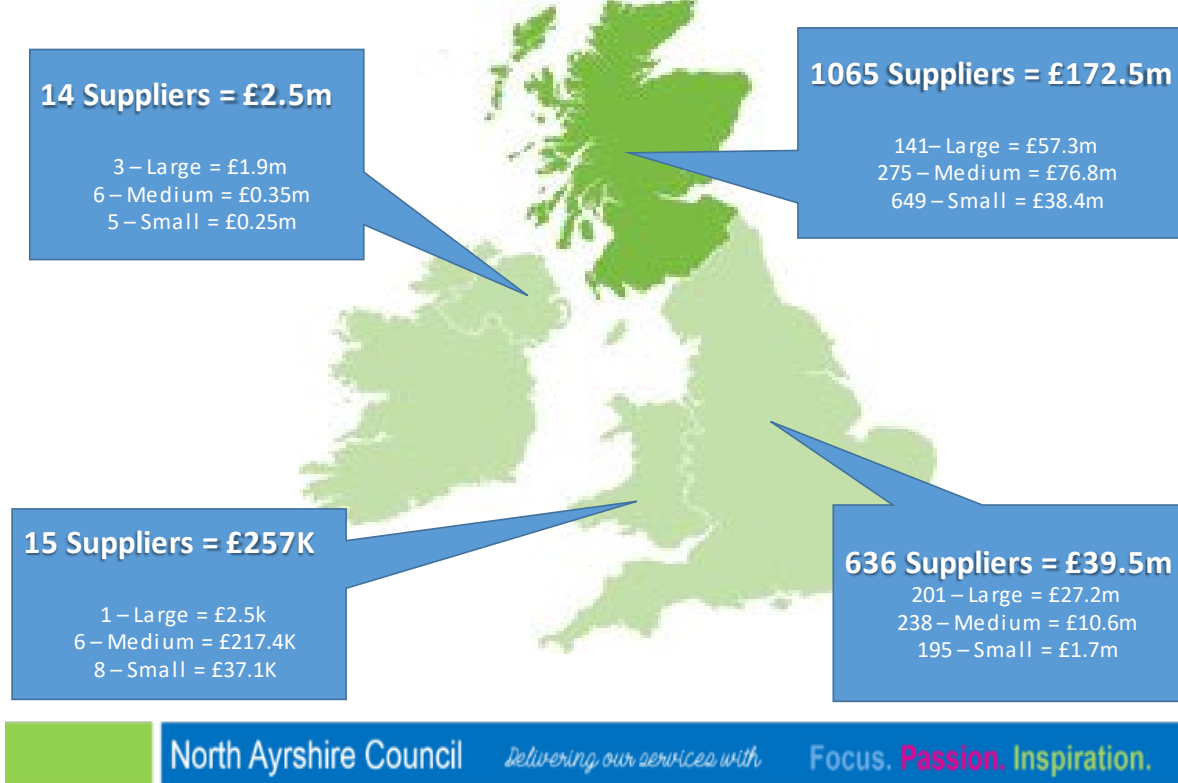 14 Suppliers = £2.5m
3 – Large = £1.9m
6 – Medium = £0.35m
5 – Small = £0.25m
1065 Suppliers = £172.5m
141– Large = £57.3m
275 – Medium = £76.8m
649 – Small = £38.4m
15 Suppliers = £257K
1 – Large = £2.5k
6 – Medium = £217.4K
8 – Small = £37.1K
636 Suppliers = £39.5m
201 – Large = £27.2m
238 – Medium = £10.6m
195 – Small = £1.7m
North Ayrshire Council Delivering our services with Focus. Passion. Inspiration.